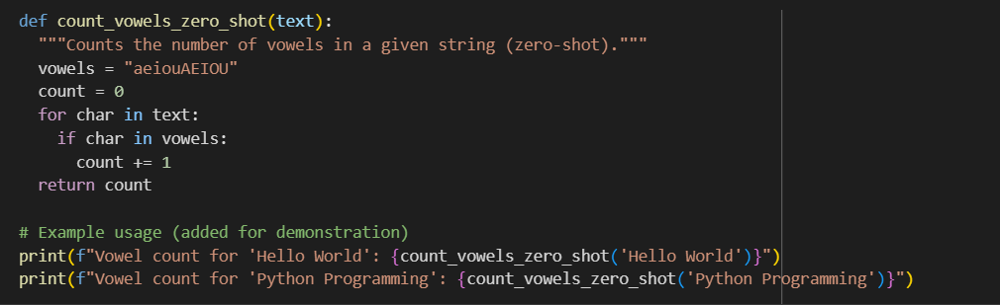 def count_vowels_zero_shot(text):
  """Counts the number of vowels in a given string (zero-shot)."""
  vowels = "aeiouAEIOU"
  count = 0
  for char in text:
    if char in vowels:
      count += 1
  return count

# Example usage (added for demonstration)
print(f"Vowel count for 'Hello World': {count_vowels_zero_shot('Hello World')}")
print(f"Vowel count for 'Python Programming': {count_vowels_zero_shot('Python Programming')}")